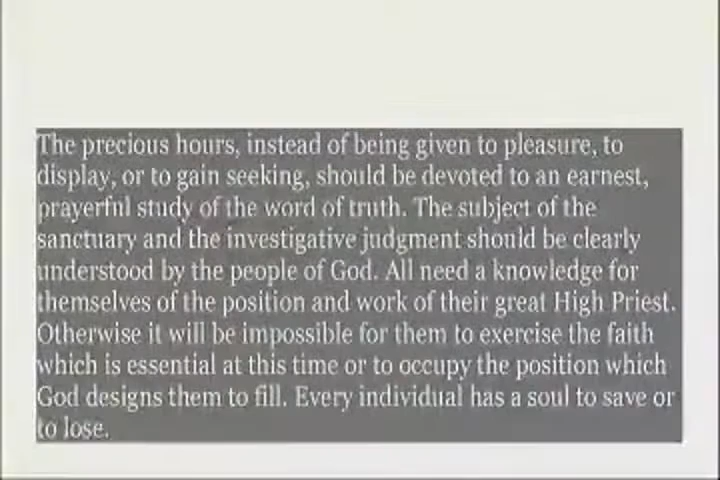 The precious hours, instead of being given to pleasure, to
display, or to gain seeking, should be devoted to an earnest,
prayerful study of the word of truth. The subject of the
sanctuary and the investigative judgment should be clearly
understood by the people of God. All need a knowledge for
themselves of the position and work of their great High Priest.
Otherwise it will be impossible for them to exercise the faith
which is essential at this time or to occupy the position which
God designs them to fill. Every individual has a soul to save or
to lose.